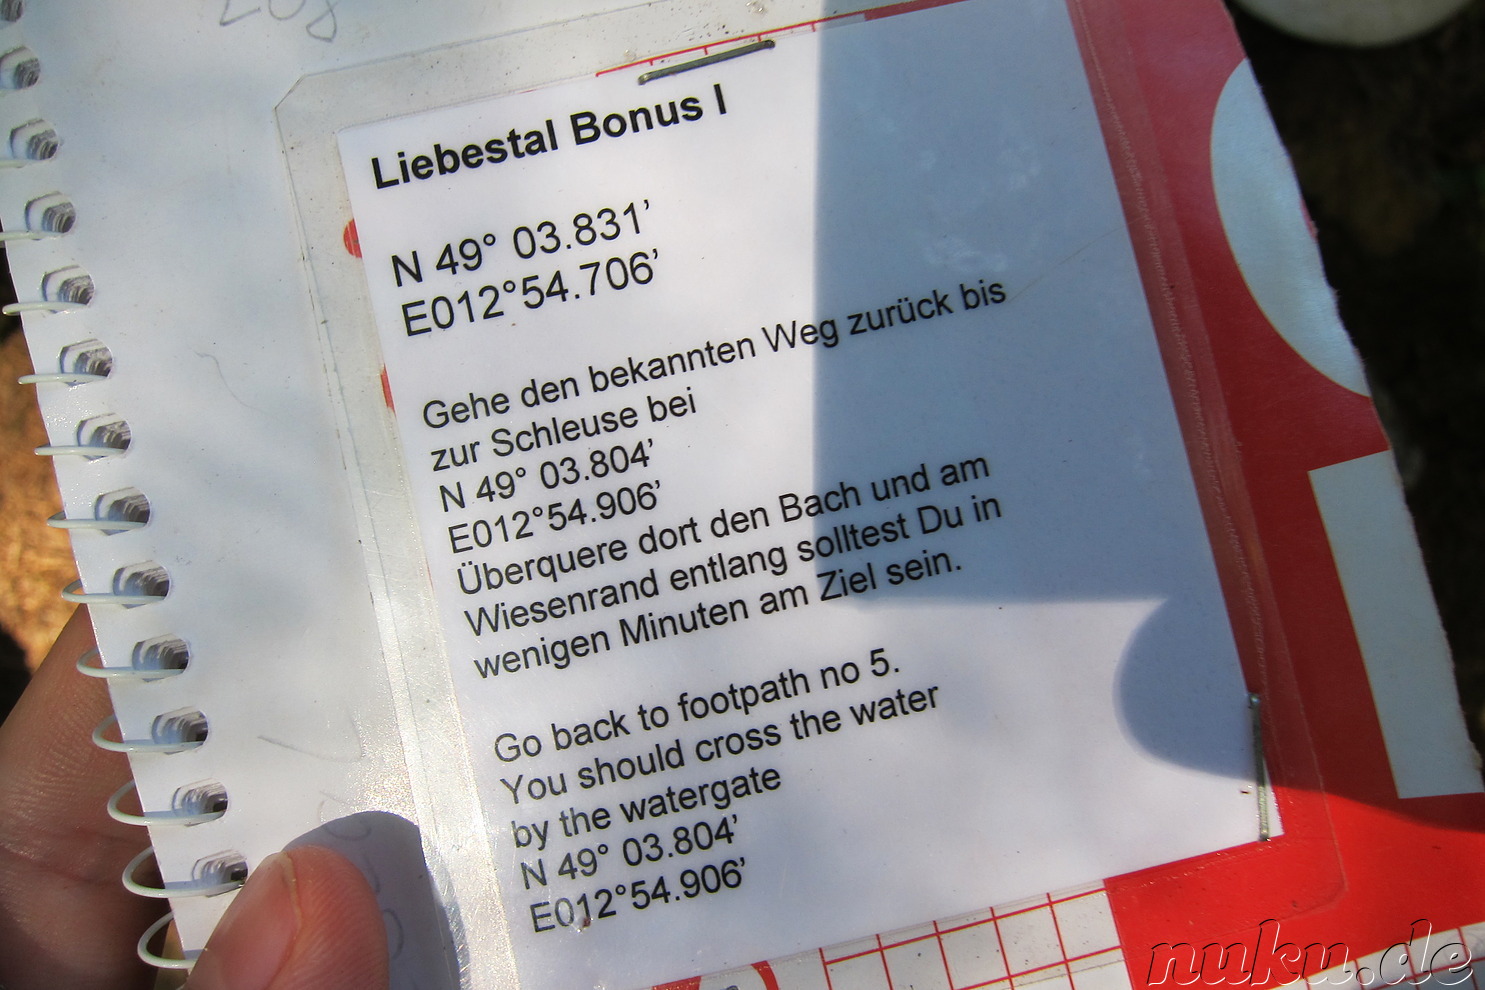 Liebestal Bonus I
N 49° 03.831’
E012°54.706’
Gehe den bekannten Weg zurück bis
zur Schleuse bei
N 49° 03.804’
E012°54.906’
Überquere dort den Bach und am
Wiesenrand entlang solltest Du in
wenigen Minuten am Ziel sein.
Go back to footpath no 5.
You should cross the water
by the watergate
N 49° 03.804’
E012°54.906’
nuku.de